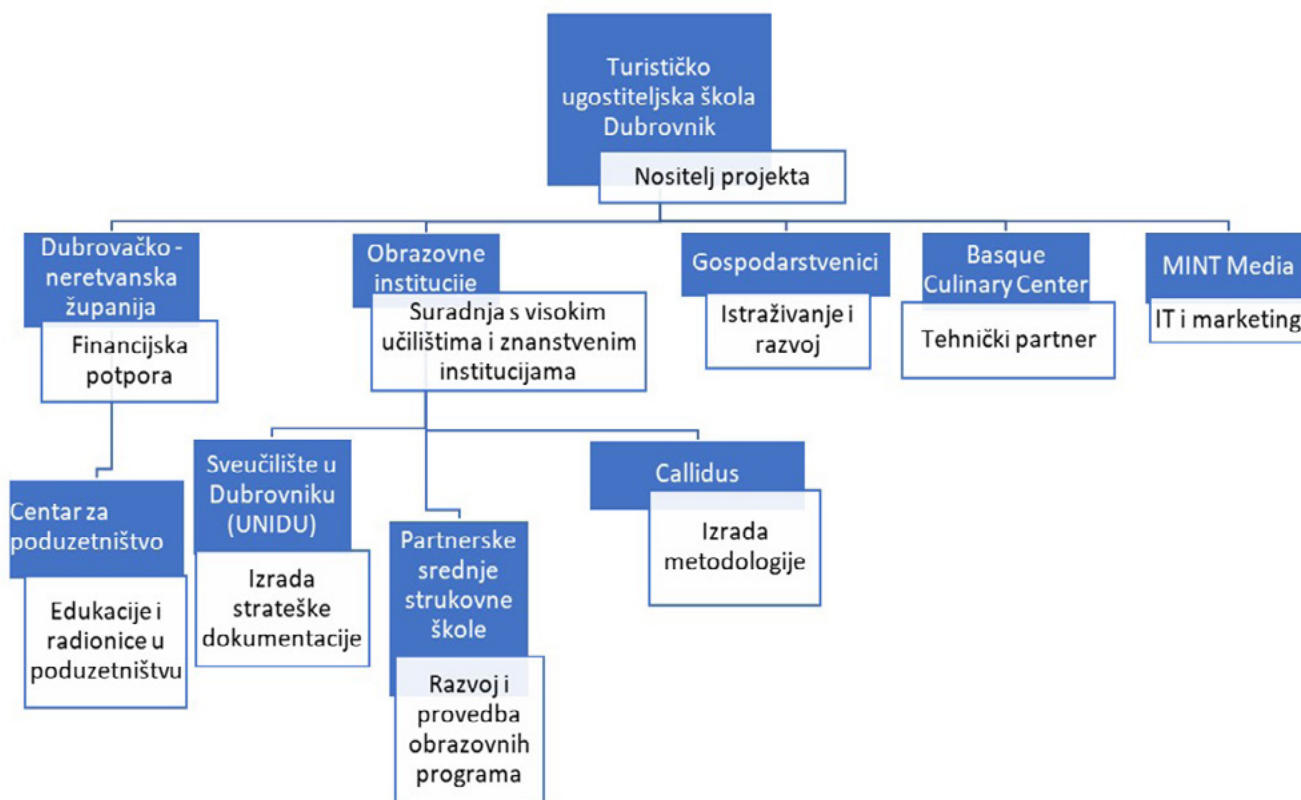 Turističko
ugostiteljska škola
Dubrovnik
Nositelj projekta
Dubrovačko -
neretvanska
županija
Financijska
potpora
Obrazovne
institucije
Suradnja s visokim
učilištima i znanstvenim
institucijama
Gospodarstvenici
Istraživanje i
razvoj
Basque
Culinary Center
Tehnički partner
MINT Media
IT i marketing
Centar za
poduzetništvo
Edukacije i
radionice u
poduzetništvu
Sveučilište u
Dubrovniku
(UNIDU)
Izrada
strateške
dokumentacije
Partnerske
srednje
strukovne
škole
Razvoj i
provedba
obrazovnih
programa
Callidus
Izrada
metodologije